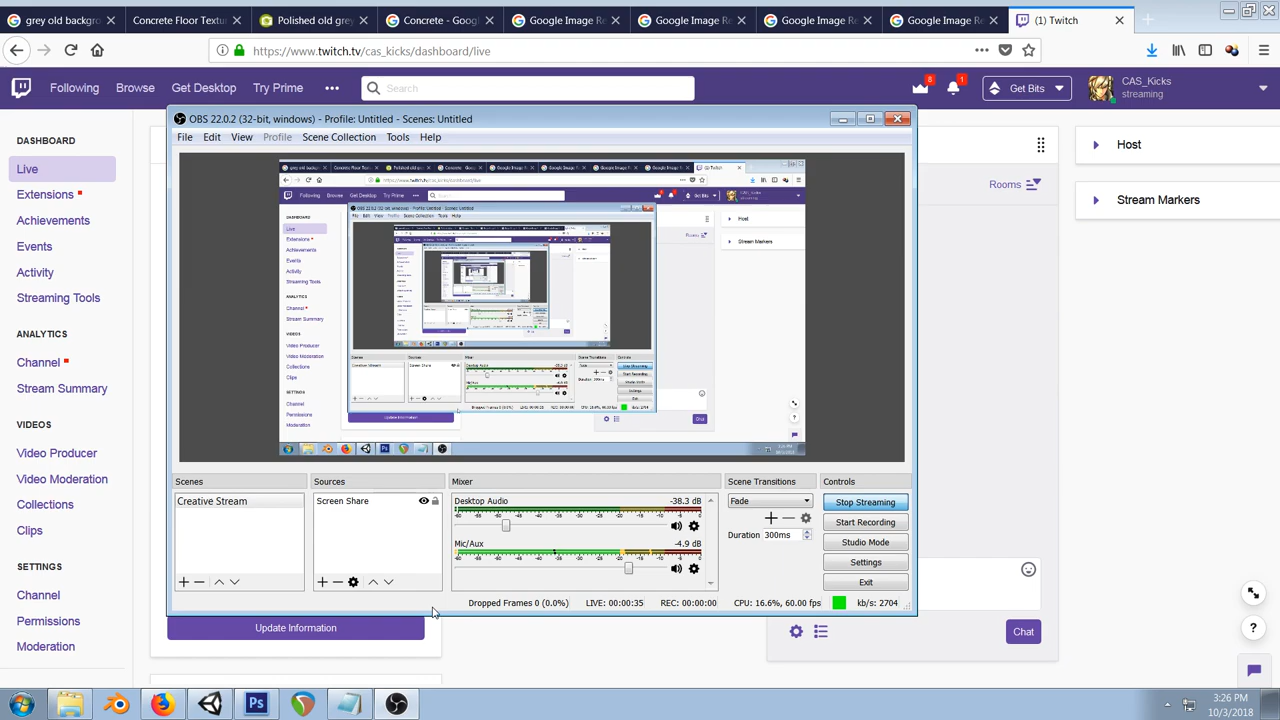 grey old backgro
Concrete Floor Textu
Polished old grey
Concrete - Goog
Google Image Re
Google Image Re
Google Image Re
Google Image Re
(1) Twitch
https://www.twitch.tv/cas_kicks/dashboard/live
Following
Browse
Get Desktop
Try Prime
Search
8
1
Get Bits
CAS_Kicks
streaming
DASHBOARD
Live
Extensions
Achievements
Events
Activity
Streaming Tools
ANALYTICS
Channel
Stream Summary
VIDEOS
Video Producer
Video Moderation
Collections
Clips
SETTINGS
Channel
Permissions
Moderation
OBS 22.0.2 (32-bit, windows) - Profile: Untitled - Scenes: Untitled
File Edit View Profile Scene Collection Tools Help
Scenes
Creative Stream
Sources
Screen Share
Mixer
Desktop Audio -38.3 dB
Mic/Aux -4.9 dB
Scene Transitions
Fade
Duration 300ms
Controls
Stop Streaming
Start Recording
Studio Mode
Settings
Exit
Dropped Frames 0 (0.0%) LIVE: 00:00:35 REC: 00:00:00 CPU: 16.6%, 60.00 fps kb/s: 2704
Update Information
Rooms
Chat
Host
Stream Markers
?
Ps
3:26 PM
10/3/2018